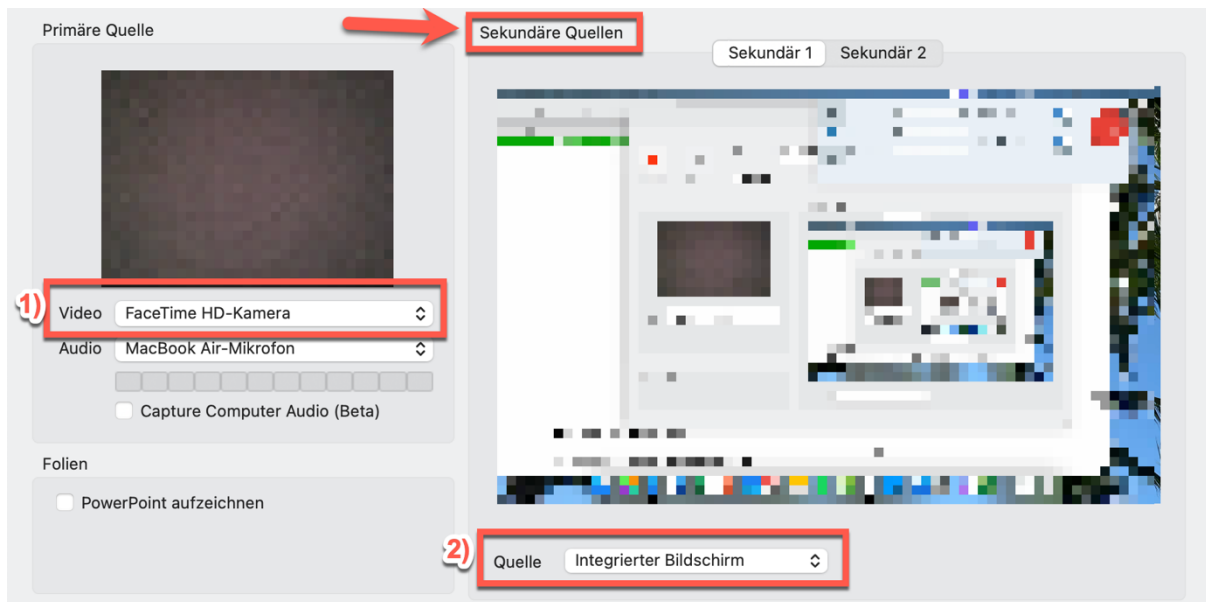 Primäre Quelle
Sekundäre Quellen
Sekundär 1
Sekundär 2
1)
Video
FaceTime HD-Kamera
Audio
MacBook Air-Mikrofon
Capture Computer Audio (Beta)
Folien
PowerPoint aufzeichnen
2)
Quelle
Integrierter Bildschirm